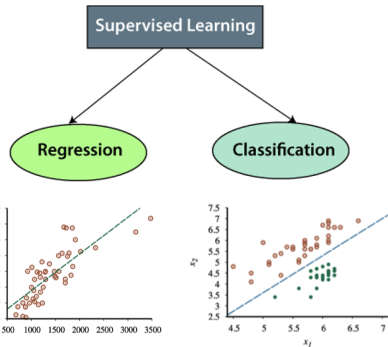 Supervised Learning
Regression
Classification
500 1000 1500 2000 2500 3000 3500
7.5
7
6.5
6
5.5
5
4.5
4
3.5
3
2.5
x2
4.5 5 5.5 6 6.5 7
x1